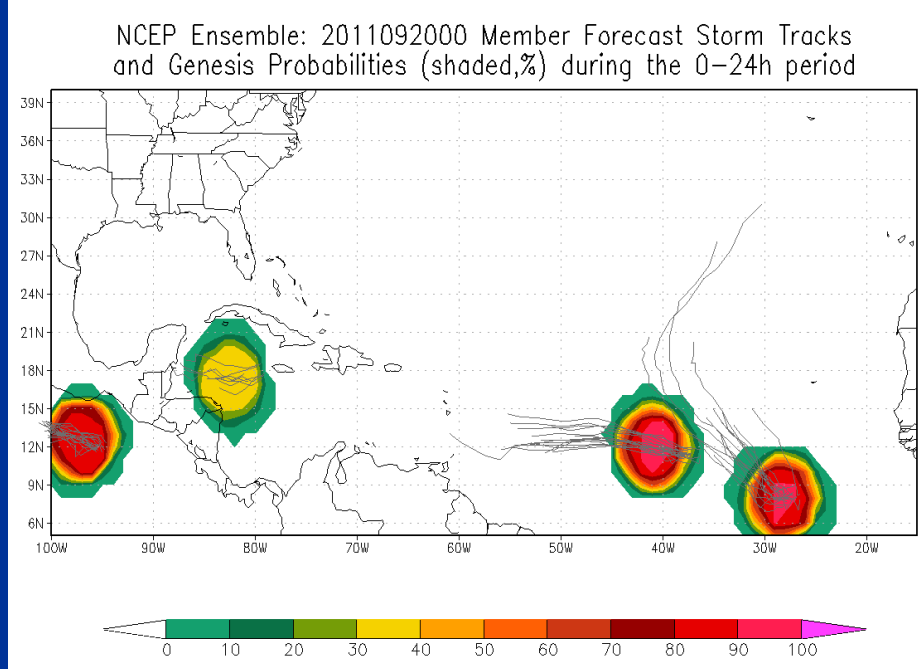 NCEP Ensemble: 2011092000 Member Forecast Storm Tracks
and Genesis Probabilities (shaded,%) during the 0-24h period
39N
36N
33N
30N
27N
24N
21N
18N
15N
12N
9N
6N
100W 90W 80W 70W 60W 50W 40W 30W 20W
0 10 20 30 40 50 60 70 80 90 100